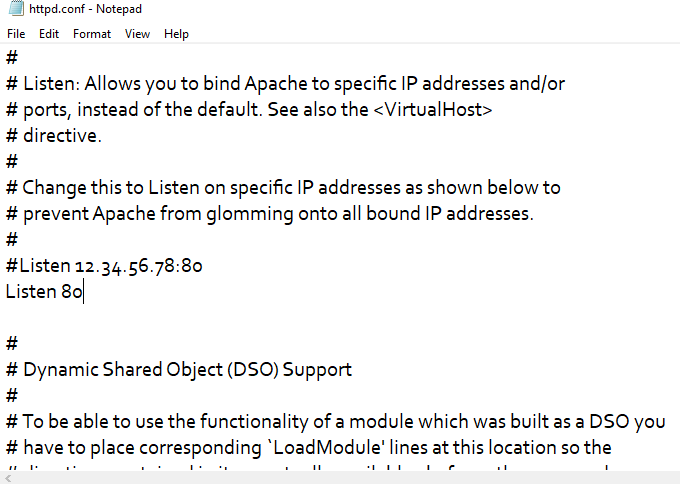 httpd.conf - Notepad
File Edit Format View Help
#
# Listen: Allows you to bind Apache to specific IP addresses and/or
# ports, instead of the default. See also the <VirtualHost>
# directive.
#
# Change this to Listen on specific IP addresses as shown below to
# prevent Apache from glomming onto all bound IP addresses.
#
#Listen 12.34.56.78:80
Listen 80
#
# Dynamic Shared Object (DSO) Support
#
# To be able to use the functionality of a module which was built as a DSO you
# have to place corresponding `LoadModule' lines at this location so the